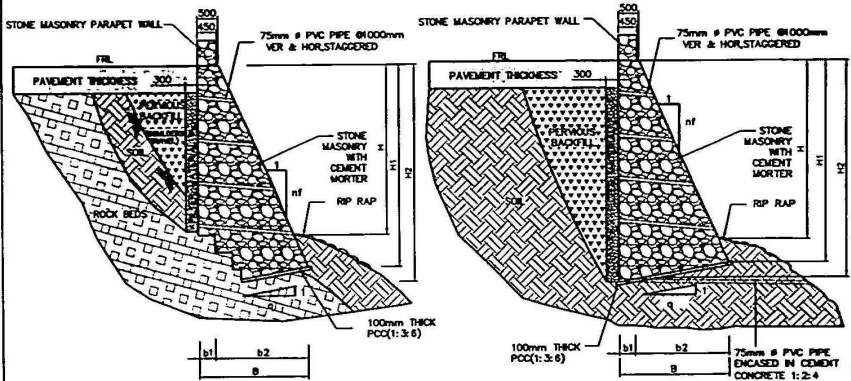 500
450
STONE MASONRY PARAPET WALL
75mm ø PVC PIPE @1000mm
VER & HOR,STAGGERED
FRL
PAVEMENT THICKNESS
300
PERVIOUS
BACKFILL
SOIL
ROCK BEDS
1
nf
STONE
MASONRY
WITH
CEMENT
MORTER
RIP RAP
H
H1
H2
1
q
100mm THICK
PCC(1:3:6)
b1
b2
B
500
450
STONE MASONRY PARAPET WALL
75mm ø PVC PIPE @1000mm
VER & HOR,STAGGERED
FRL
PAVEMENT THICKNESS
300
PERVIOUS
BACKFILL
SOIL
1
nf
STONE
MASONRY
WITH
CEMENT
MORTER
RIP RAP
H
H1
H2
1
q
100mm THICK
PCC(1:3:6)
b1
b2
B
75mm ø PVC PIPE
ENCASED IN CEMENT
CONCRETE 1:2:4